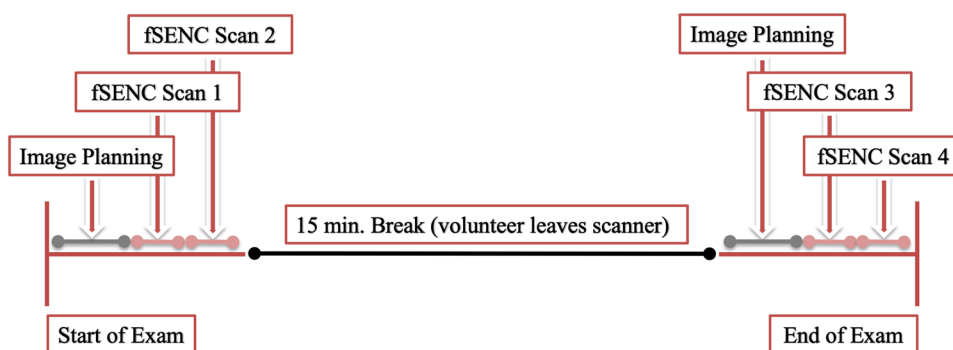 fSENC Scan 2
Image Planning
fSENC Scan 1
fSENC Scan 3
Image Planning
fSENC Scan 4
15 min. Break (volunteer leaves scanner)
Start of Exam
End of Exam